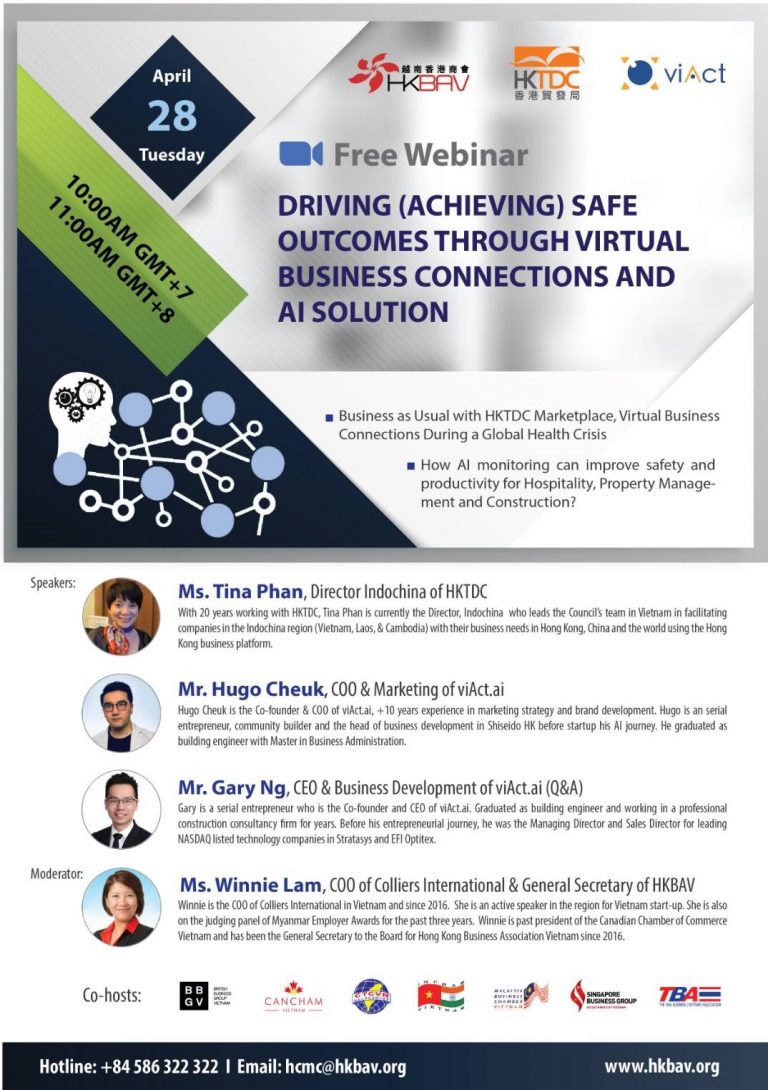 April
28
Tuesday
10:00AM GMT+7
11:00AM GMT+8
越南香港商會
HKBAV
HKTDC
香港貿發局
viAct
Free Webinar
DRIVING (ACHIEVING) SAFE
OUTCOMES THROUGH VIRTUAL
BUSINESS CONNECTIONS AND
AI SOLUTION
Business as Usual with HKTDC Marketplace, Virtual Business
Connections During a Global Health Crisis
How AI monitoring can improve safety and
productivity for Hospitality, Property Manage-
ment and Construction?
Speakers:
Ms. Tina Phan, Director Indochina of HKTDC
With 20 years working with HKTDC, Tina Phan is currently the Director, Indochina who leads the Council's team in Vietnam in facilitating
companies in the Indochina region (Vietnam, Laos, & Cambodia) with their business needs in Hong Kong, China and the world using the Hong
Kong business platform.
Mr. Hugo Cheuk, COO & Marketing of viAct.ai
Hugo Cheuk is the Co-founder & COO of viAct.ai, +10 years experience in marketing strategy and brand development. Hugo is an serial
entrepreneur, community builder and the head of business development in Shiseido HK before startup his AI journey. He graduated as
building engineer with Master in Business Administration.
Mr. Gary Ng, CEO & Business Development of viAct.ai (Q&A)
Gary is a serial entrepreneur who is the Co-founder and CEO of viAct.ai. Graduated as building engineer and working in a professional
construction consultancy firm for years. Before his entrepreneurial journey, he was the Managing Director and Sales Director for leading
NASDAQ listed technology companies in Stratasys and EFI Optitex.
Moderator:
Ms. Winnie Lam, COO of Colliers International & General Secretary of HKBAV
Winnie is the COO of Colliers International in Vietnam and since 2016. She is an active speaker in the region for Vietnam start-up. She is also
on the judging panel of Myanmar Employer Awards for the past three years. Winnie is past president of the Canadian Chamber of Commerce
Vietnam and has been the General Secretary to the Board for Hong Kong Business Association Vietnam since 2016.
Co-hosts:
BB
GV
BRITISH
BUSINESS
GROUP
VIETNAM
CANCHAM
VIETNAM
CTCVN
INCHAM
VIETNAM
MALAYSIA
BUSINESS
CHAMBER
VIETNAM
SINGAPORE
BUSINESS GROUP
TBA
Hotline: +84 586 322 322 I Email: hcmc@hkbav.org
www.hkbav.org